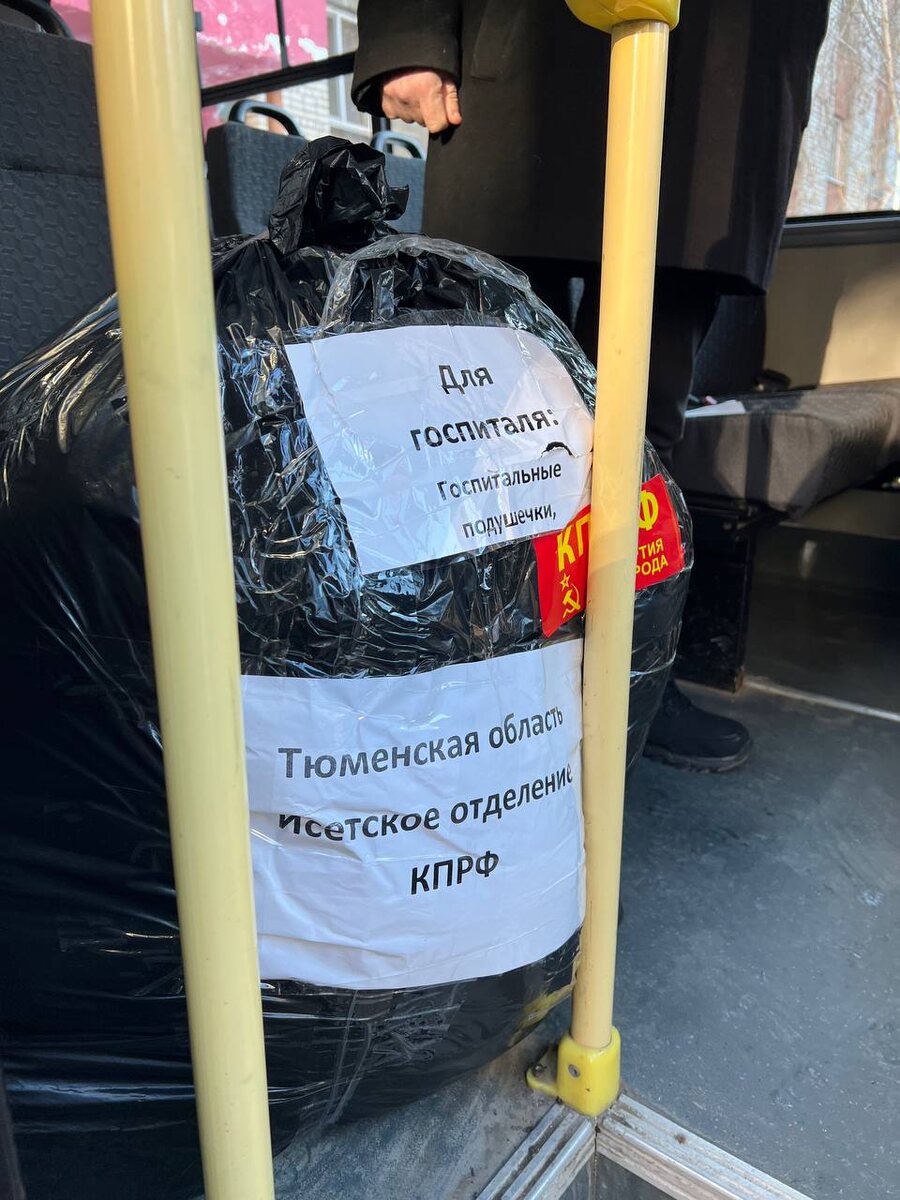 Для
госпиталя:
Госпитальные
подушечки,
Тюменская область
исетское отделение
КПРФ